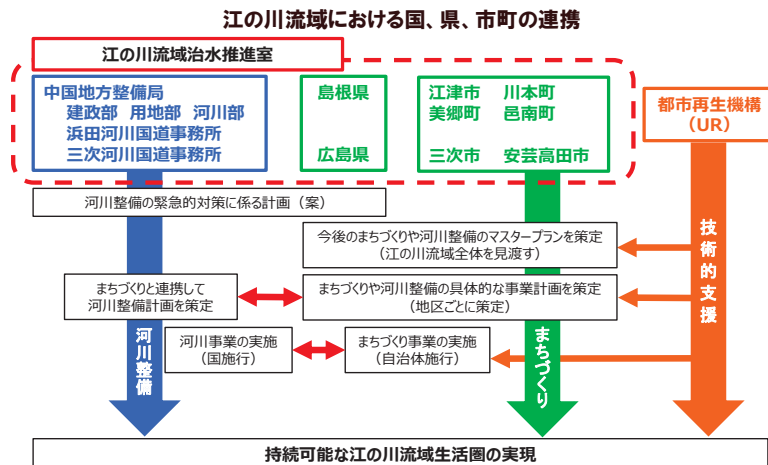 江の川流域における国、県、市町の連携
江の川流域治水推進室
中国地方整備局
建政部 用地部 河川部
浜田河川国道事務所
三次河川国道事務所
島根県
広島県
江津市 川本町
美郷町 邑南町
三次市 安芸高田市
都市再生機構
（UR）
河川整備の緊急的対策に係る計画（案）
今後のまちづくりや河川整備のマスタープランを策定
（江の川流域全体を見渡す）
まちづくりと連携して
河川整備計画を策定
まちづくりや河川整備の具体的な事業計画を策定
（地区ごとに策定）
河川事業の実施
（国施行）
まちづくり事業の実施
（自治体施行）
河川整備
まちづくり
技術的支援
持続可能な江の川流域生活圏の実現